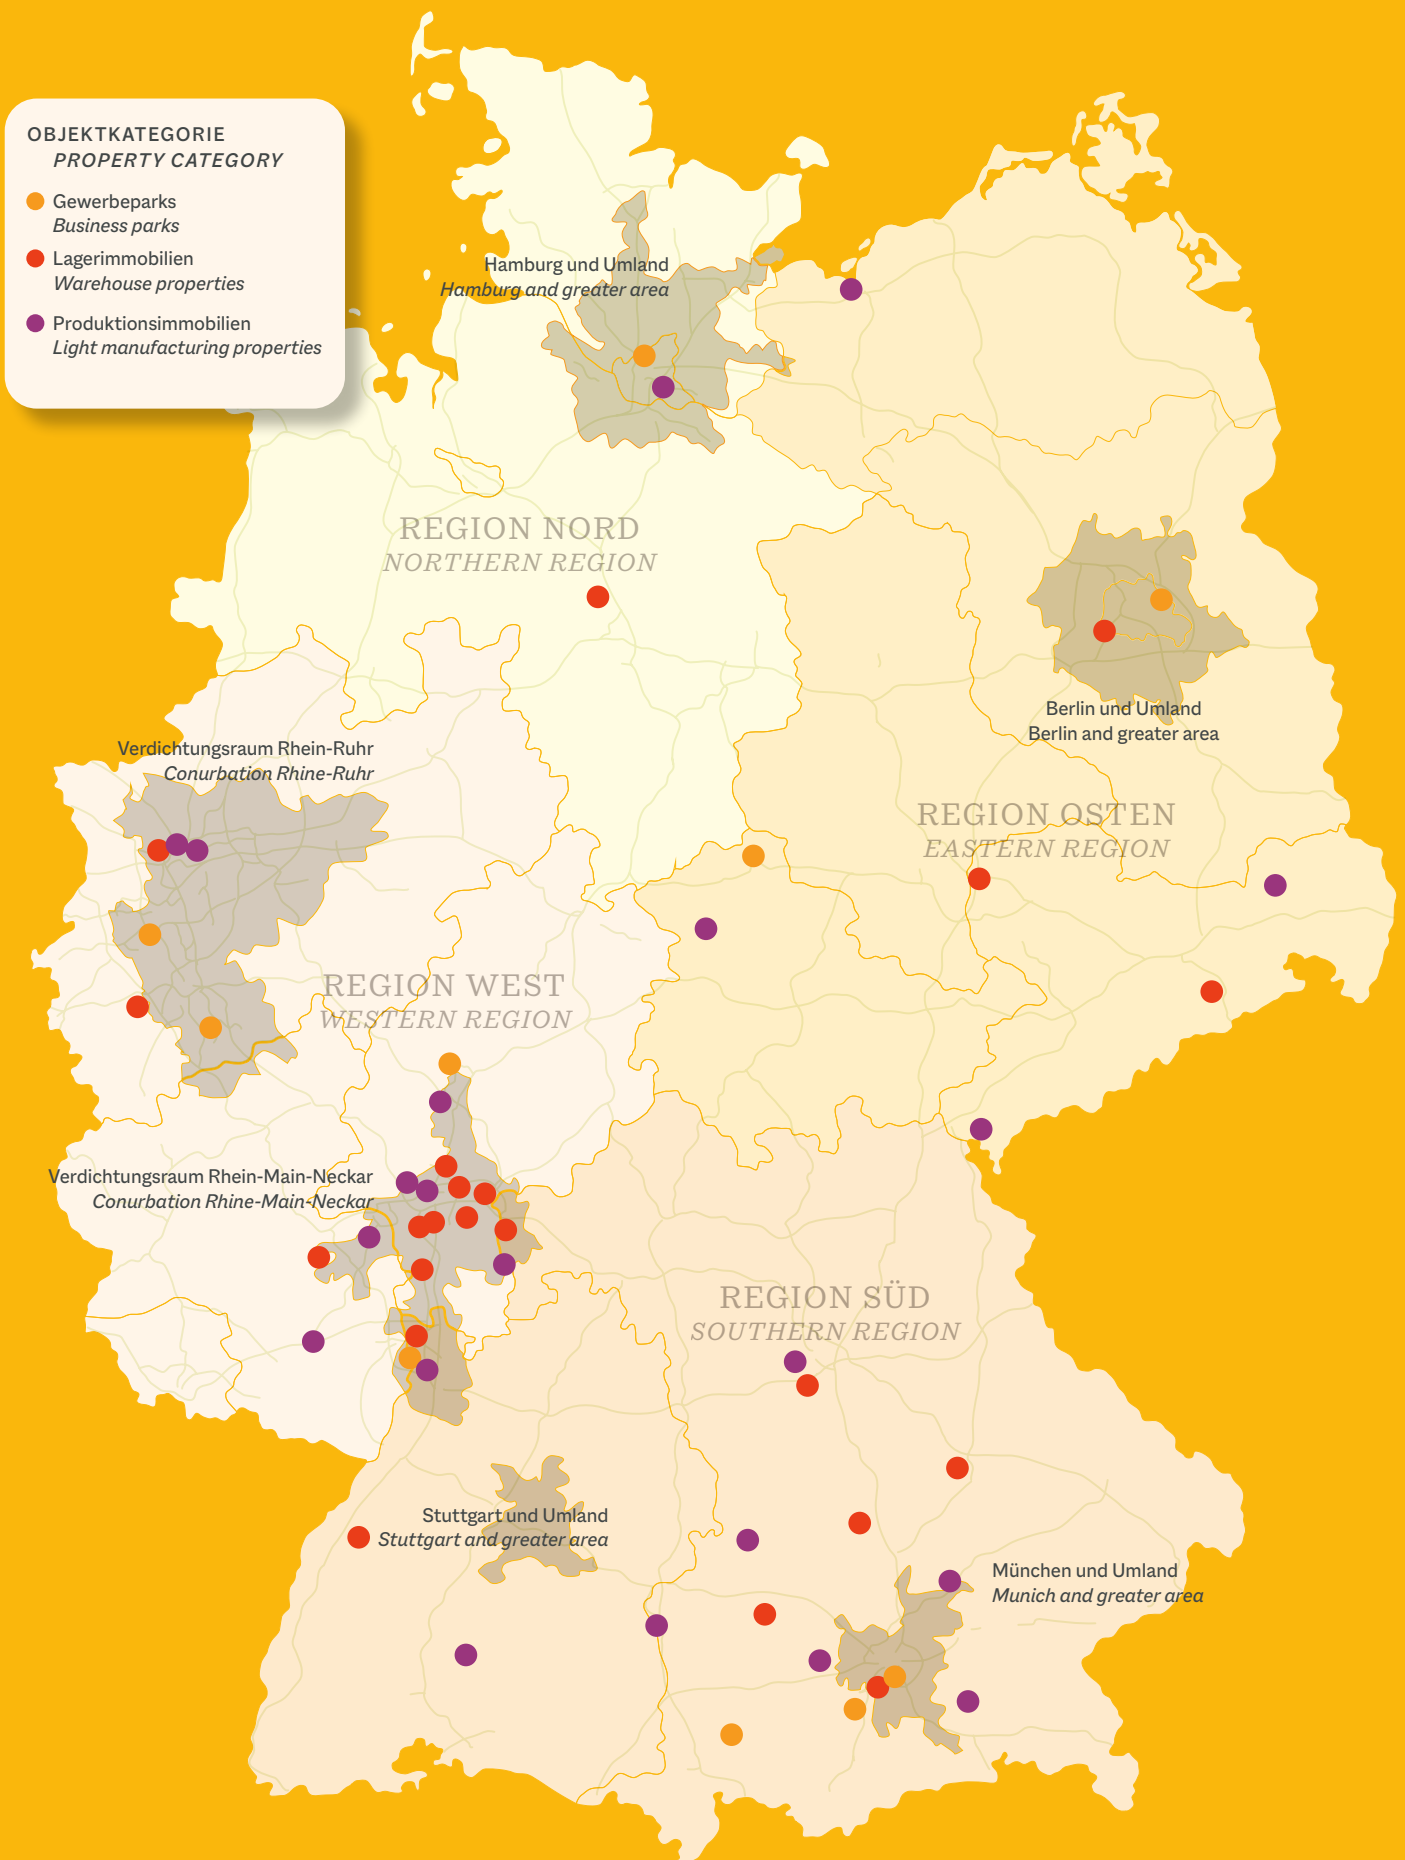 OBJEKTKATEGORIE
PROPERTY CATEGORY
Gewerbeparks
Business parks
Lagerimmobilien
Warehouse properties
Produktionsimmobilien
Light manufacturing properties
Hamburg und Umland
Hamburg and greater area
REGION NORD
NORTHERN REGION
Berlin und Umland
Berlin and greater area
Verdichtungsraum Rhein-Ruhr
Conurbation Rhine-Ruhr
REGION OSTEN
EASTERN REGION
REGION WEST
WESTERN REGION
Verdichtungsraum Rhein-Main-Neckar
Conurbation Rhine-Main-Neckar
REGION SÜD
SOUTHERN REGION
Stuttgart und Umland
Stuttgart and greater area
München und Umland
Munich and greater area